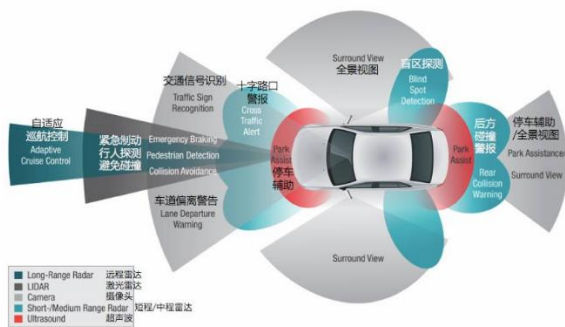 Surround View
全景视图
盲区探测
Blind
Spot
Detection
交通信号识别
Traffic Sign
Recognition
十字路口
警报
Cross
Traffic
Alert
自适应
巡航控制
Adaptive
Cruise Control
紧急制动
行人探测
避免碰撞
Emergency Braking
Pedestrian Detection
Collision Avoidance
Park
Assist
停车
辅助
Park
Assist
后方
碰撞
警报
Rear
Collision
Warning
停车辅助
/全景视图
Park Assistance/
Surround View
车道偏离警告
Lane Departure
Warning
Surround View
Long-Range Radar 远程雷达
LIDAR 激光雷达
Camera 摄像头
Short-/Medium Range Radar 短程/中程雷达
Ultrasound 超声波